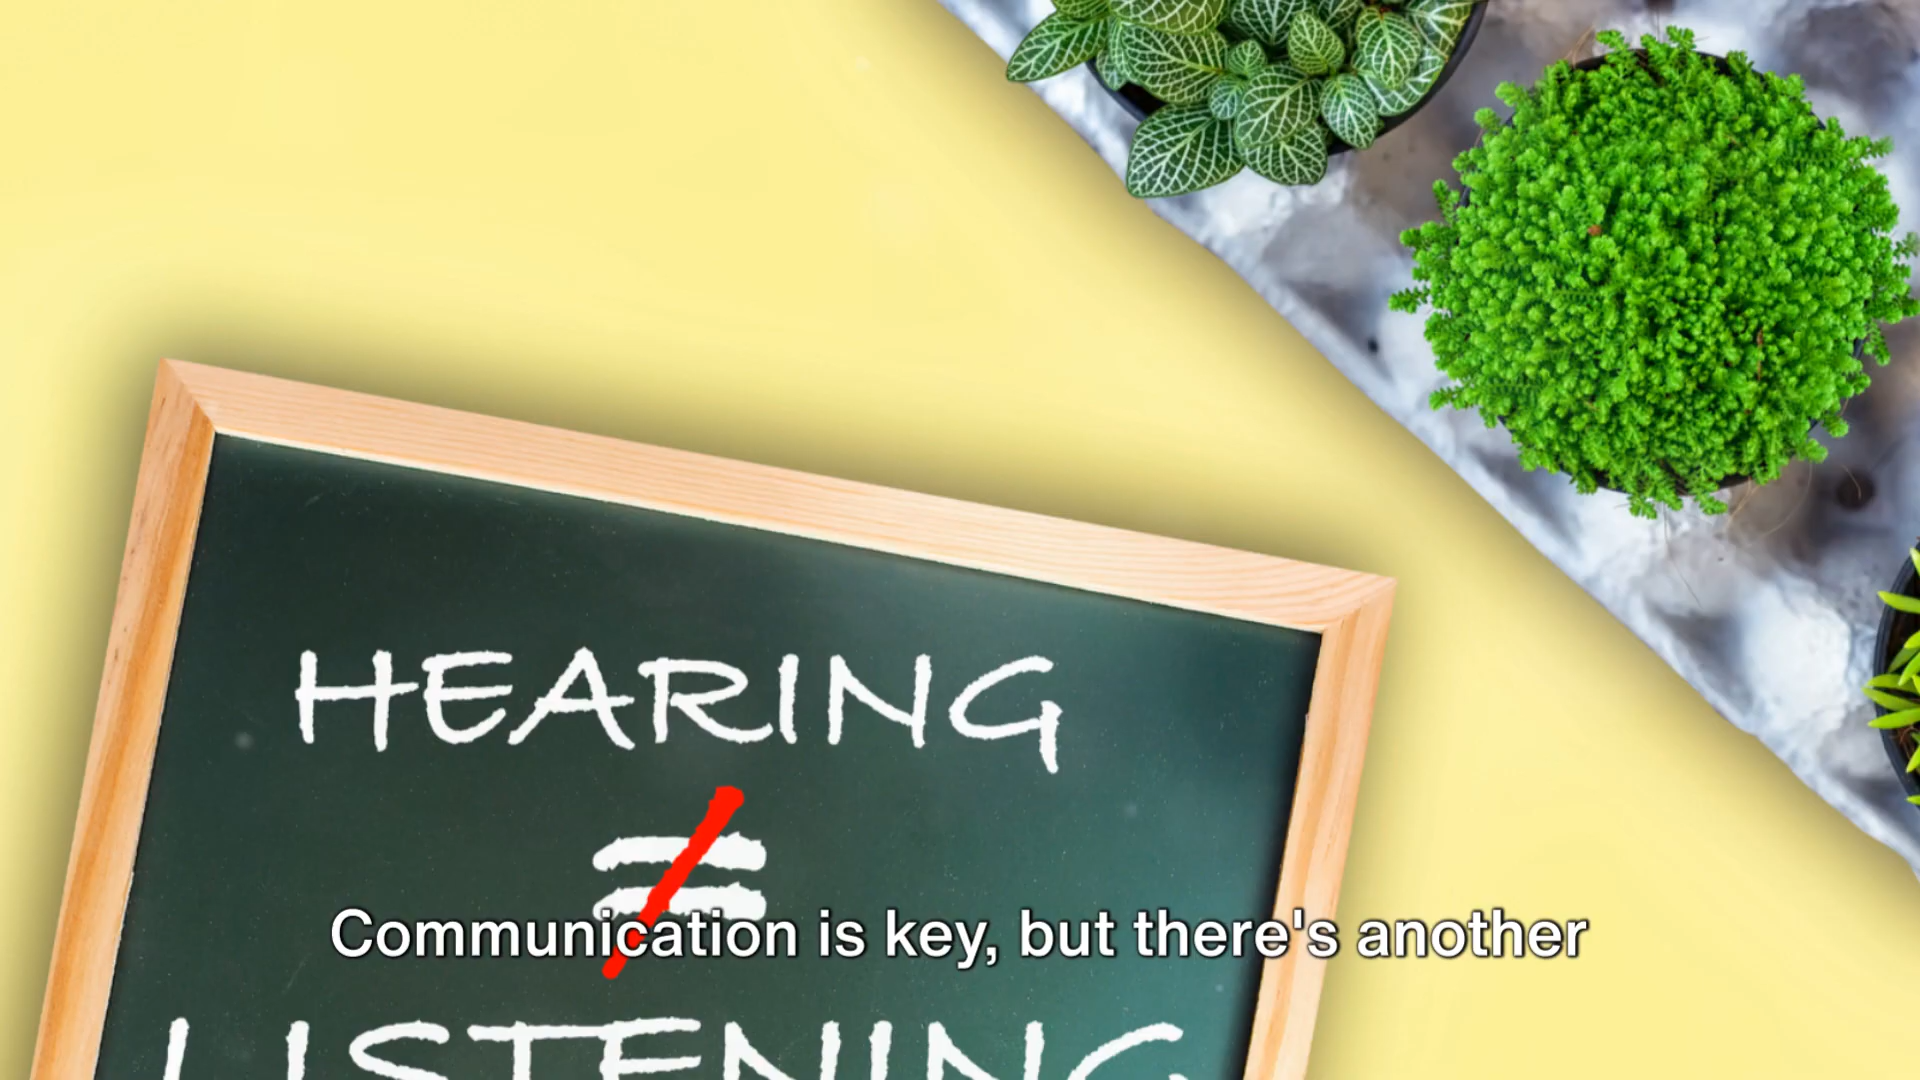 HEARING
≠
Communication is key, but there's another
LISTENING